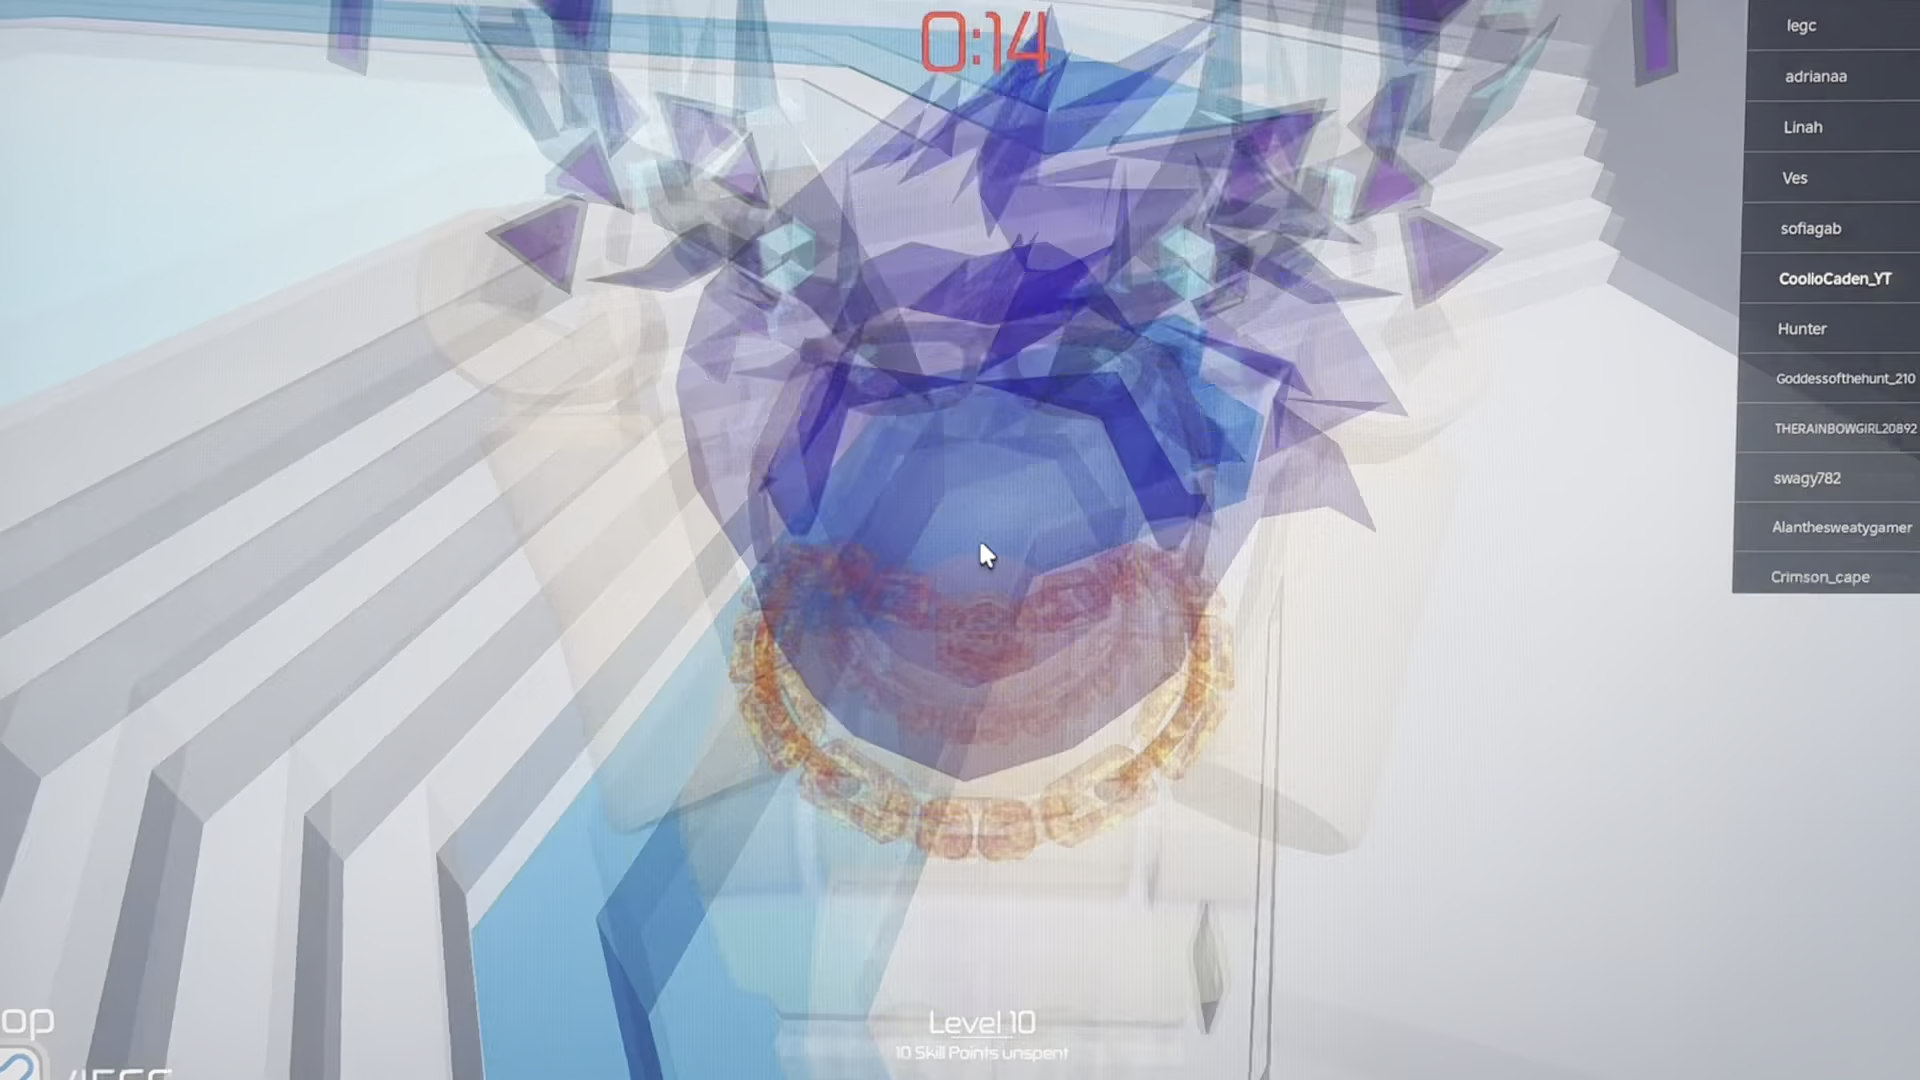 0:14
legc
adrianaa
Linah
Ves
sofiagab
CoolioCaden_YT
Hunter
Goddessofthehunt_210
THERAINBOWGIRL20892
swagy782
Alanthesweatygamer
Crimson_cape
Level 10
10 Skill Points unspent
op